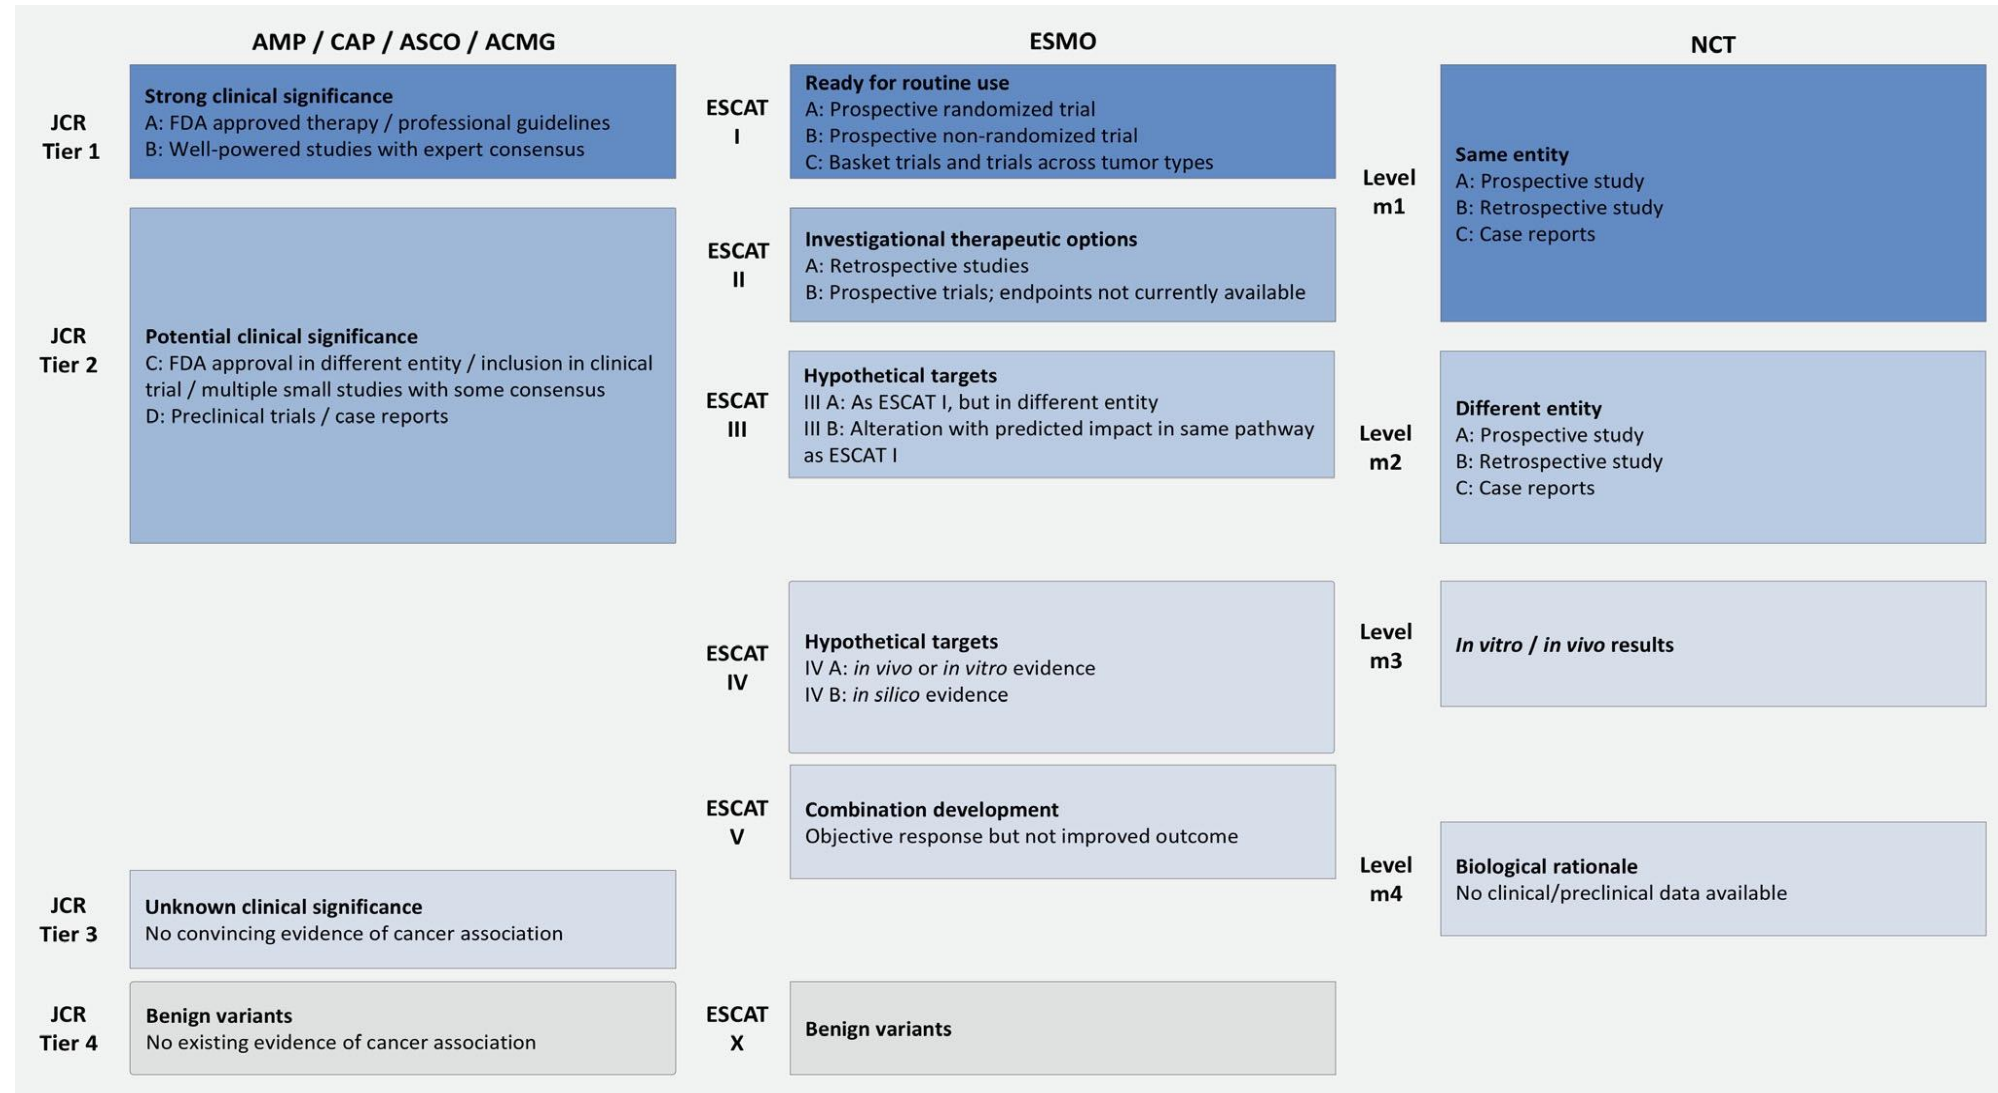 AMP / CAP / ASCO / ACMG
JCR
Tier 1
Strong clinical significance
A: FDA approved therapy / professional guidelines
B: Well-powered studies with expert consensus
JCR
Tier 2
Potential clinical significance
C: FDA approval in different entity / inclusion in clinical
trial / multiple small studies with some consensus
D: Preclinical trials / case reports
JCR
Tier 3
Unknown clinical significance
No convincing evidence of cancer association
JCR
Tier 4
Benign variants
No existing evidence of cancer association
ESMO
ESCAT
I
Ready for routine use
A: Prospective randomized trial
B: Prospective non-randomized trial
C: Basket trials and trials across tumor types
ESCAT
II
Investigational therapeutic options
A: Retrospective studies
B: Prospective trials; endpoints not currently available
ESCAT
III
Hypothetical targets
III A: As ESCAT I, but in different entity
III B: Alteration with predicted impact in same pathway
as ESCAT I
ESCAT
IV
Hypothetical targets
IV A: in vivo or in vitro evidence
IV B: in silico evidence
ESCAT
V
Combination development
Objective response but not improved outcome
ESCAT
X
Benign variants
NCT
Level
m1
Same entity
A: Prospective study
B: Retrospective study
C: Case reports
Level
m2
Different entity
A: Prospective study
B: Retrospective study
C: Case reports
Level
m3
In vitro / in vivo results
Level
m4
Biological rationale
No clinical/preclinical data available